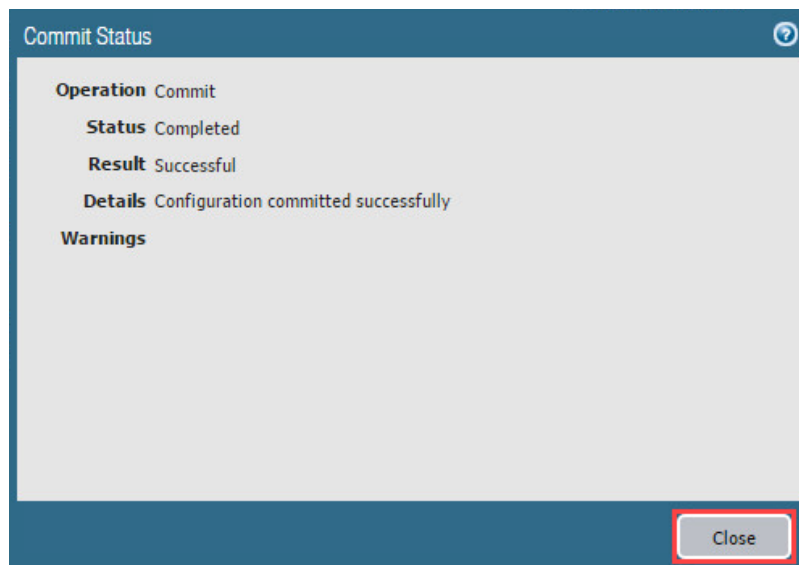 Commit Status
Operation Commit
Status Completed
Result Successful
Details Configuration committed successfully
Warnings
Close